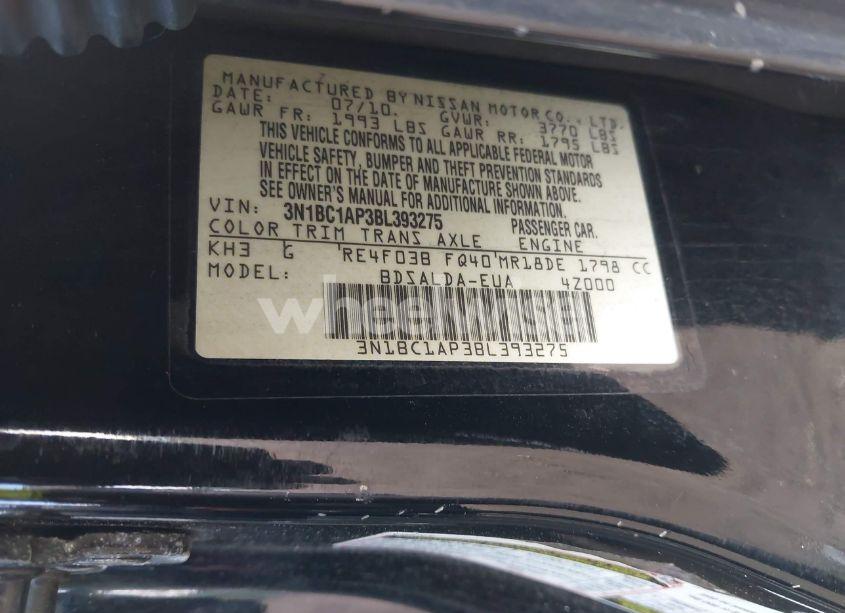 MANUFACTURED BY NISSAN MOTOR CO., LTD.
DATE: 07/10. GVWR: 3770 LBS
GAWR FR: 1993 LBS GAWR RR: 1795 LBS
THIS VEHICLE CONFORMS TO ALL APPLICABLE FEDERAL MOTOR
VEHICLE SAFETY, BUMPER AND THEFT PREVENTION STANDARDS
IN EFFECT ON THE DATE OF MANUFACTURE SHOWN ABOVE.
SEE OWNER'S MANUAL FOR ADDITIONAL INFORMATION.
VIN: 3N1BC1AP3BL393275 PASSENGER CAR.
COLOR TRIM TRANS AXLE ENGINE
KH3 G RE4F03B FQ40 MR18DE 1798 CC
MODEL: BDSALDA-EUA 4Z000
3N1BC1AP3BL393275